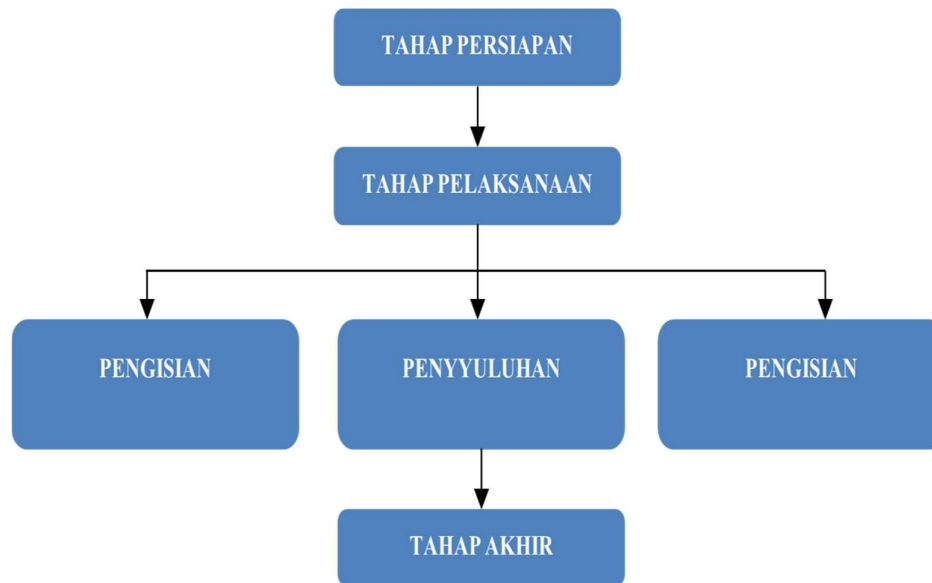 TAHAP PERSIAPAN
TAHAP PELAKSANAAN
PENGISIAN
PENYYULUHAN
PENGISIAN
TAHAP AKHIR